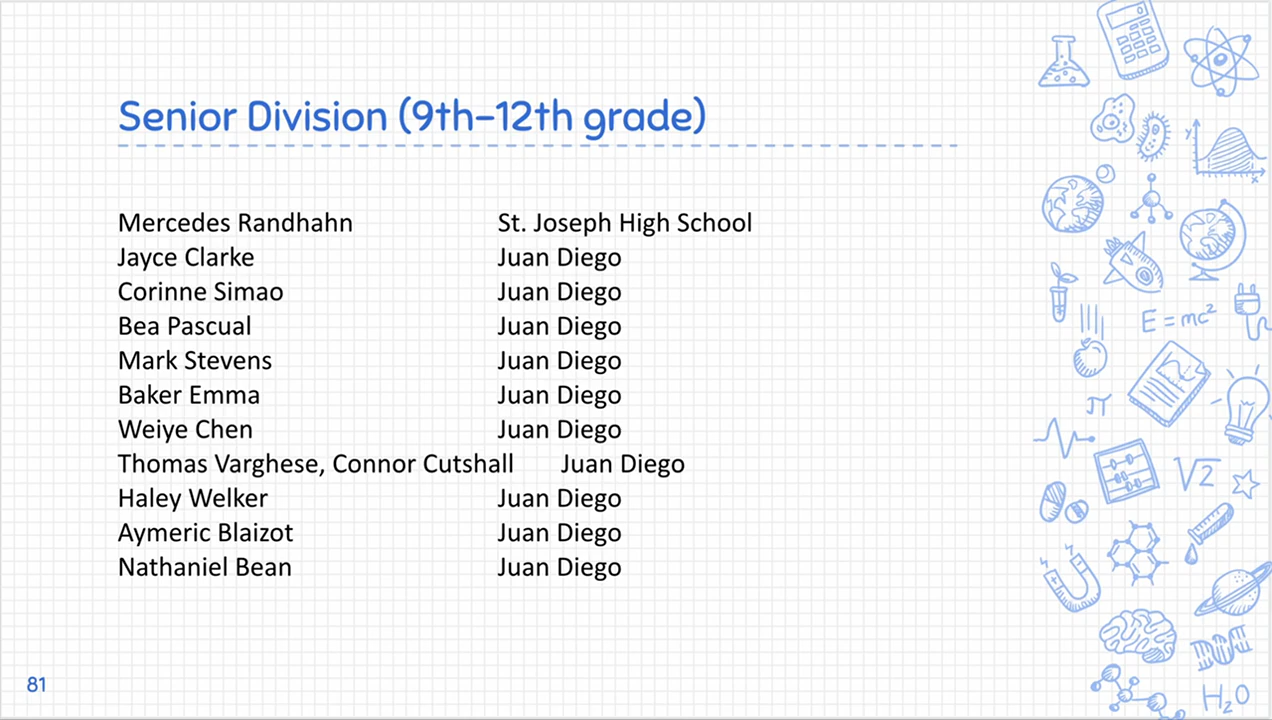 Senior Division (9th-12th grade)
Mercedes Randhahn St. Joseph High School
Jayce Clarke Juan Diego
Corinne Simao Juan Diego
Bea Pascual Juan Diego
Mark Stevens Juan Diego
Baker Emma Juan Diego
Weiye Chen Juan Diego
Thomas Varghese, Connor Cutshall Juan Diego
Haley Welker Juan Diego
Aymeric Blaizot Juan Diego
Nathaniel Bean Juan Diego
81
y
x
E=mc²
π
√2
H₂O